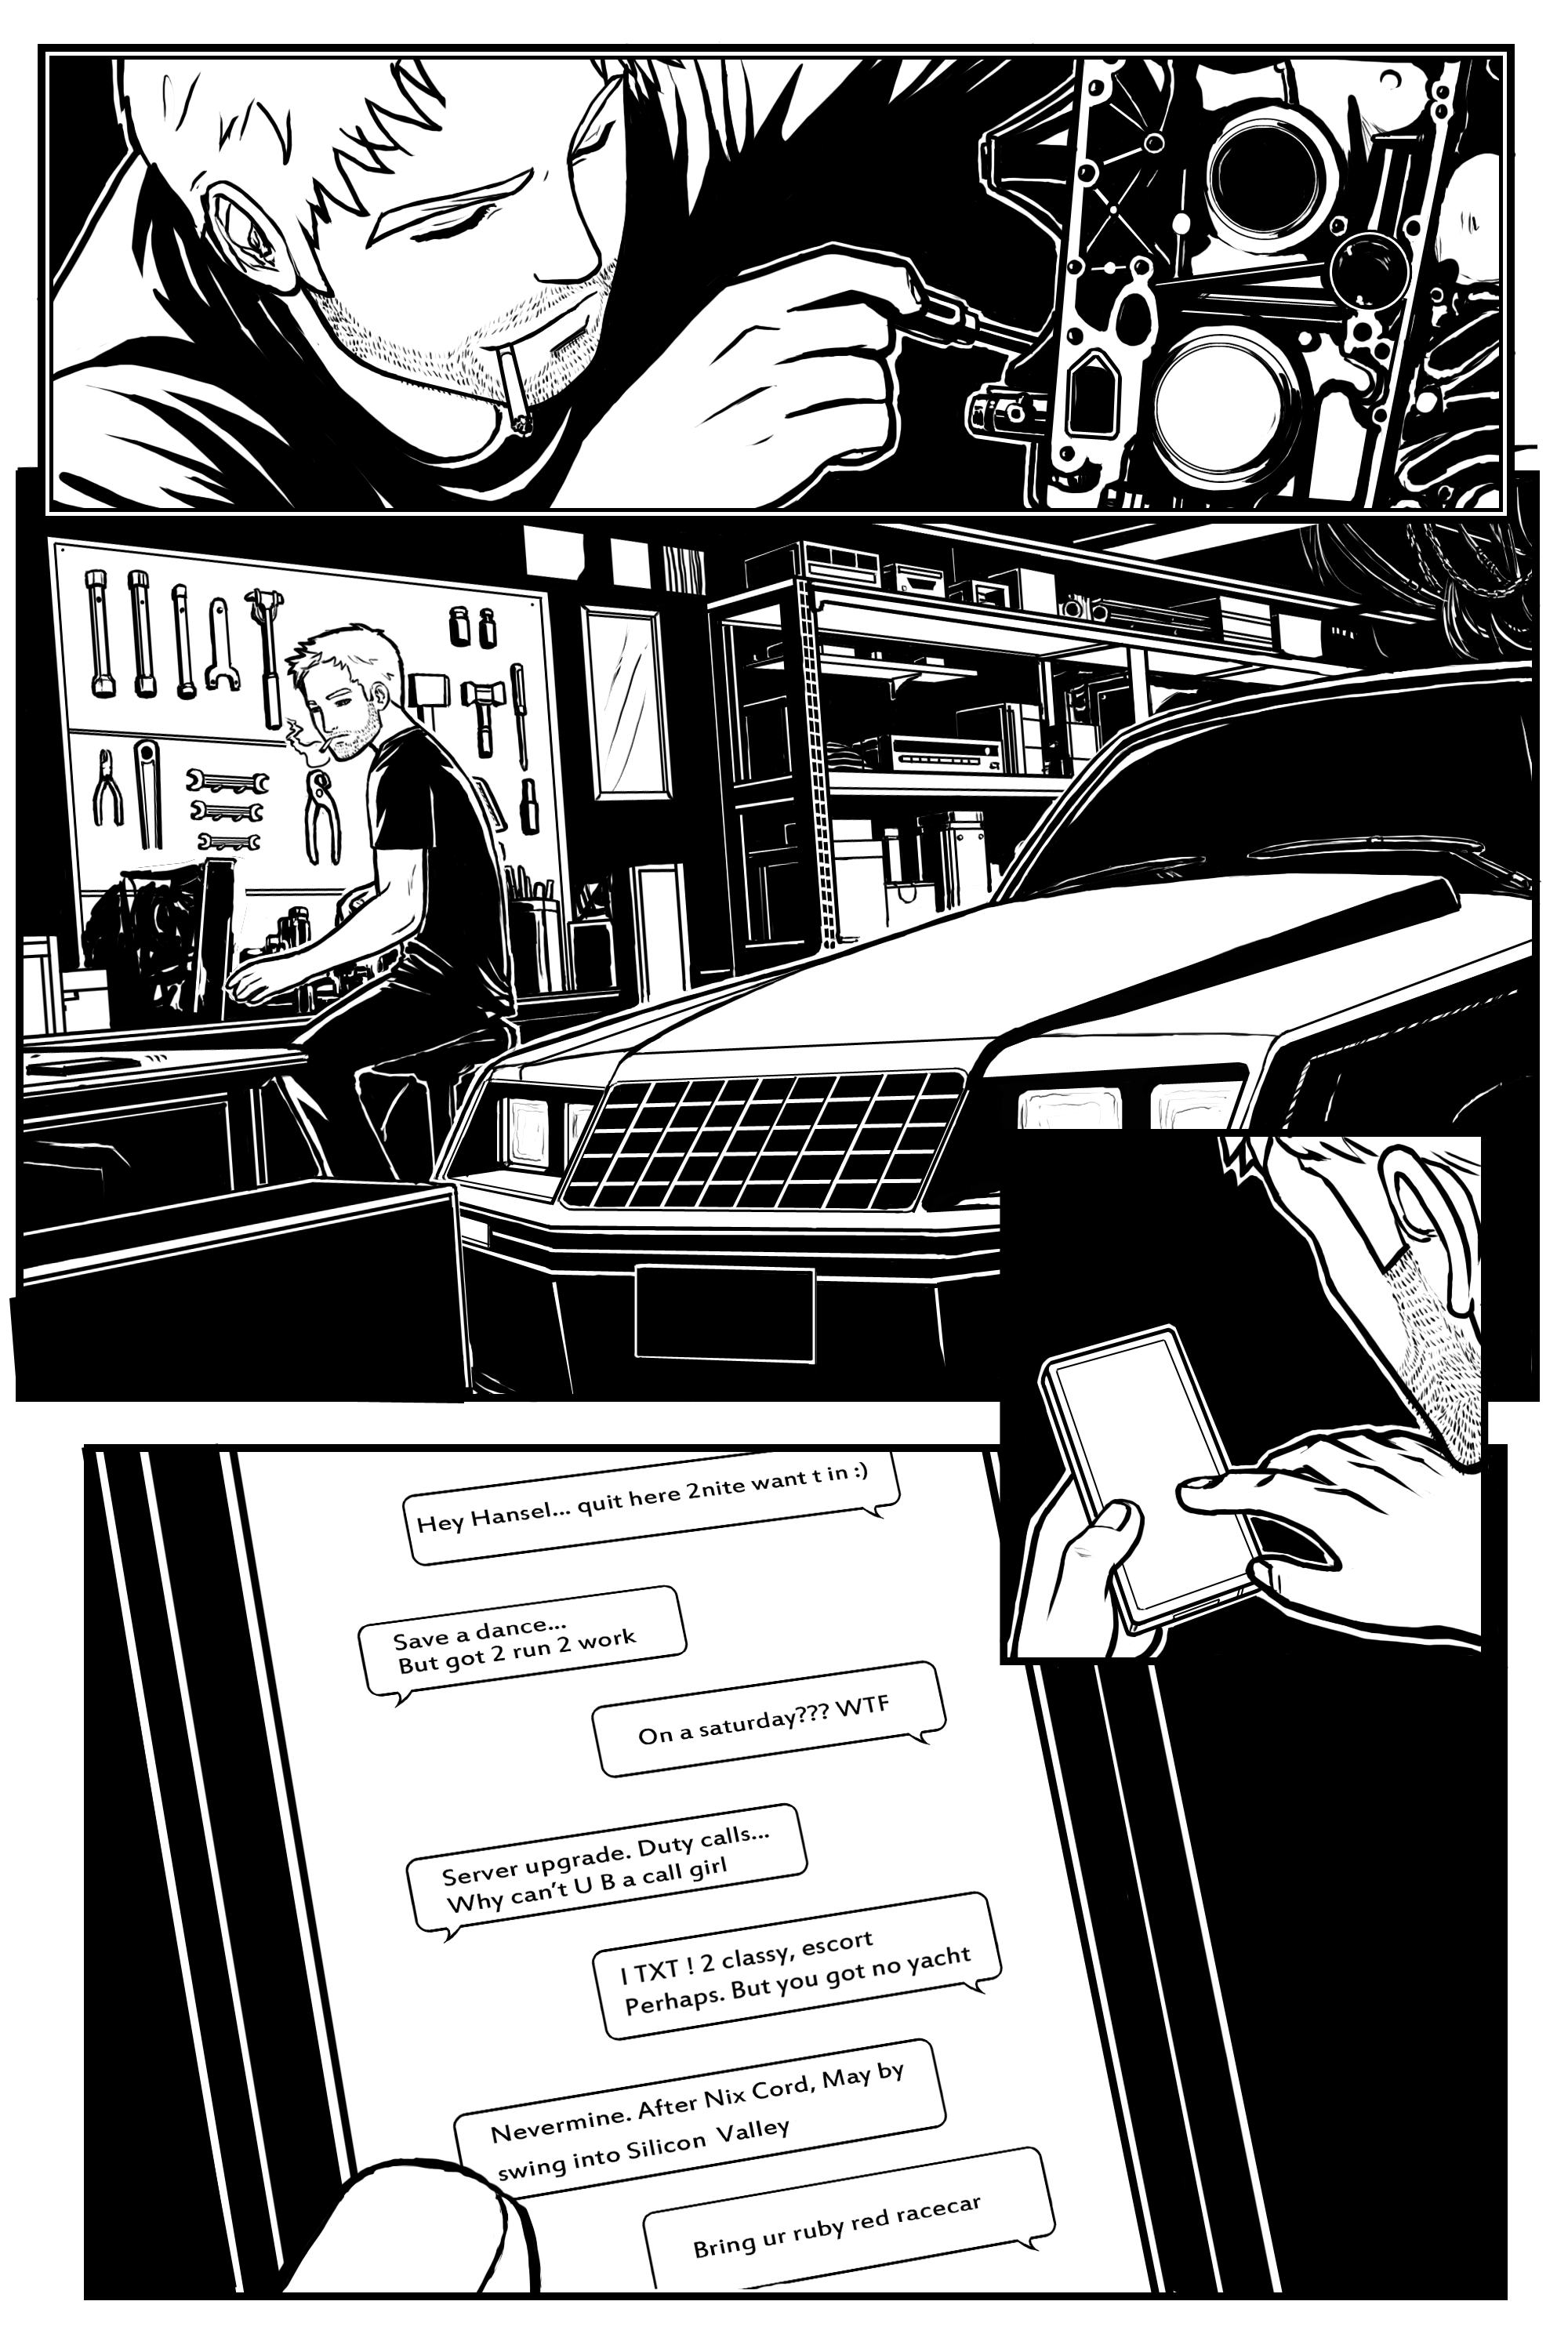 Hey Hansel... quit here 2nite want t in :)
Save a dance...
But got 2 run 2 work
On a saturday??? WTF
Server upgrade. Duty calls...
Why can't U B a call girl
I TXT ! 2 classy, escort
Perhaps. But you got no yacht
Nevermine. After Nix Cord, May by
swing into Silicon Valley
Bring ur ruby red racecar